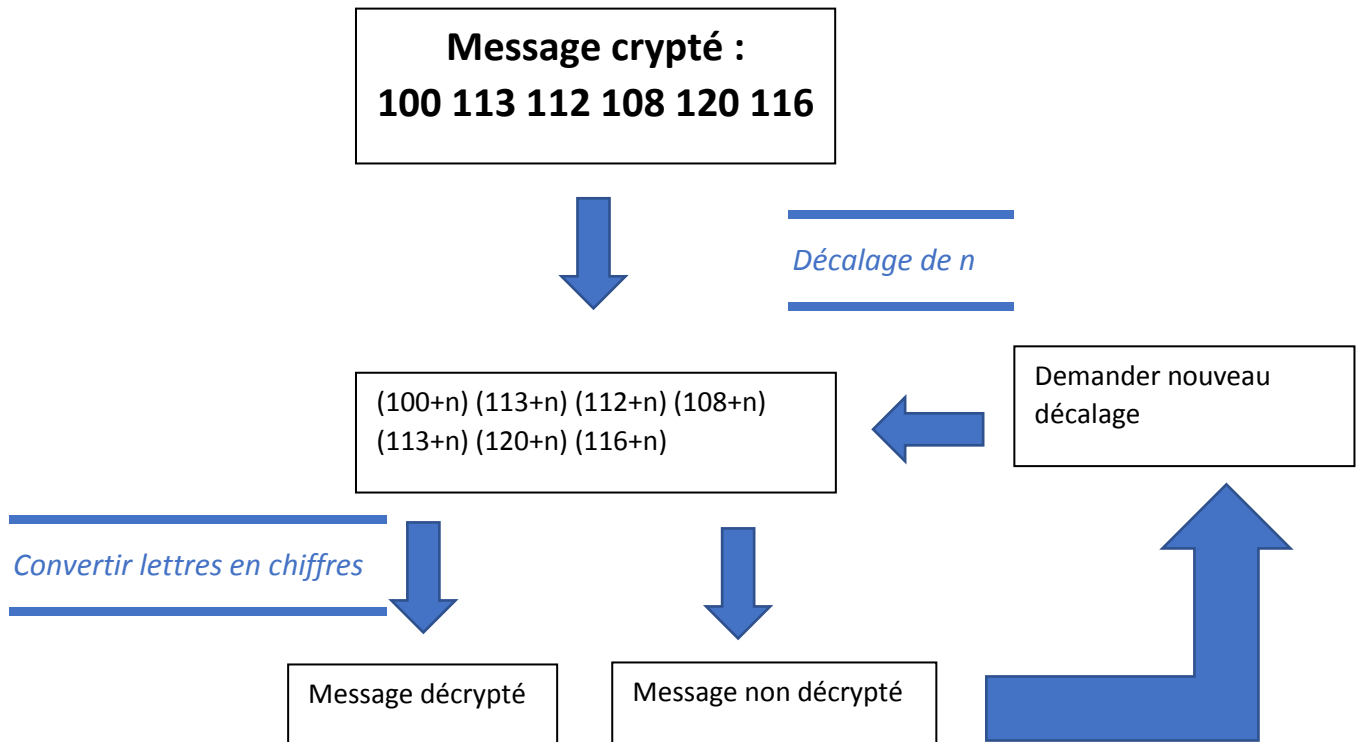 Message crypté :
100 113 112 108 120 116
Décalage de n
(100+n) (113+n) (112+n) (108+n)
(113+n) (120+n) (116+n)
Demander nouveau
décalage
Convertir lettres en chiffres
Message décrypté
Message non décrypté